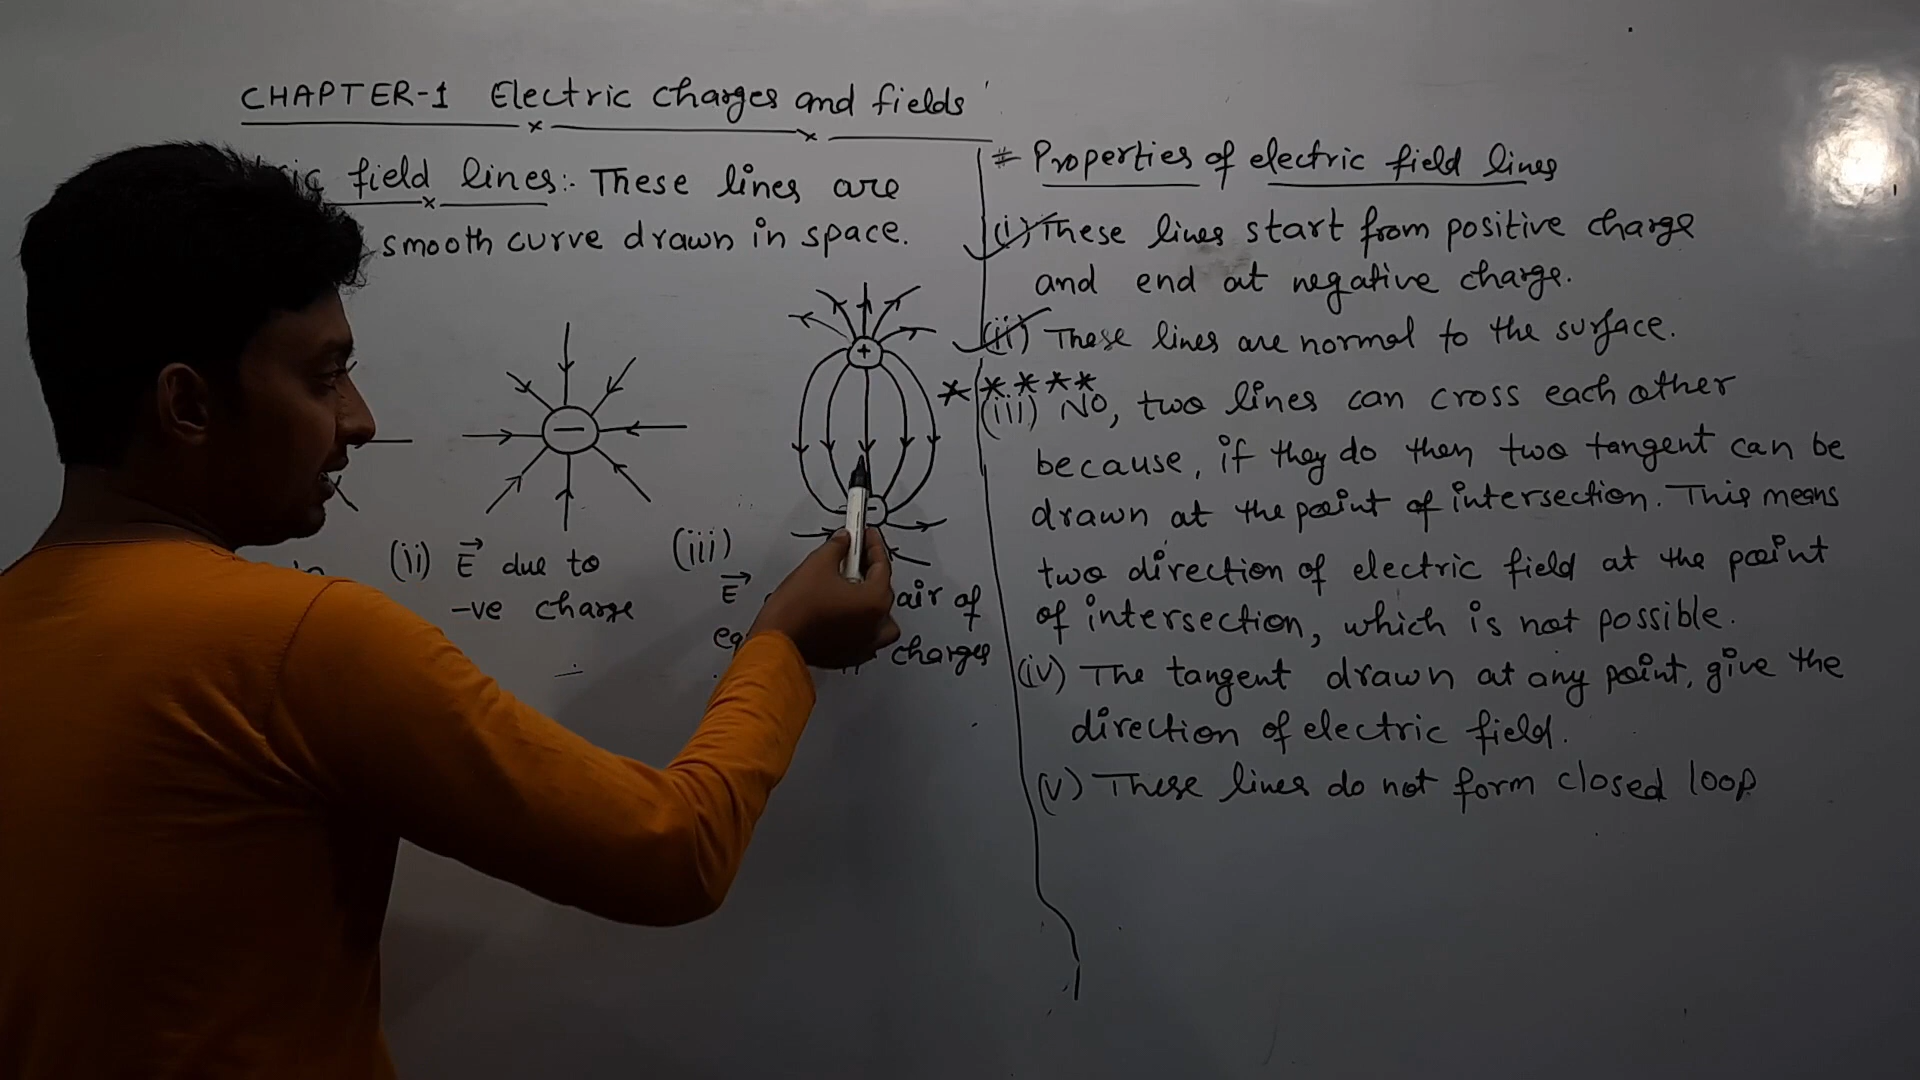 CHAPTER-1 Electric charges and fields
field lines:- These lines are
smooth curve drawn in space.
(ii) E⃗ due to
-ve charge
(iii)
E⃗ air of
charges
# Properties of electric field lines
(i) These lines start from positive charge
and end at negative charge.
(ii) These lines are normal to the surface.
*****
(iii) NO, two lines can cross each other
because, if they do then two tangent can be
drawn at the point of intersection. This means
two direction of electric field at the point
of intersection, which is not possible.
(iv) The tangent drawn at any point, give the
direction of electric field.
(v) These lines do not form closed loop